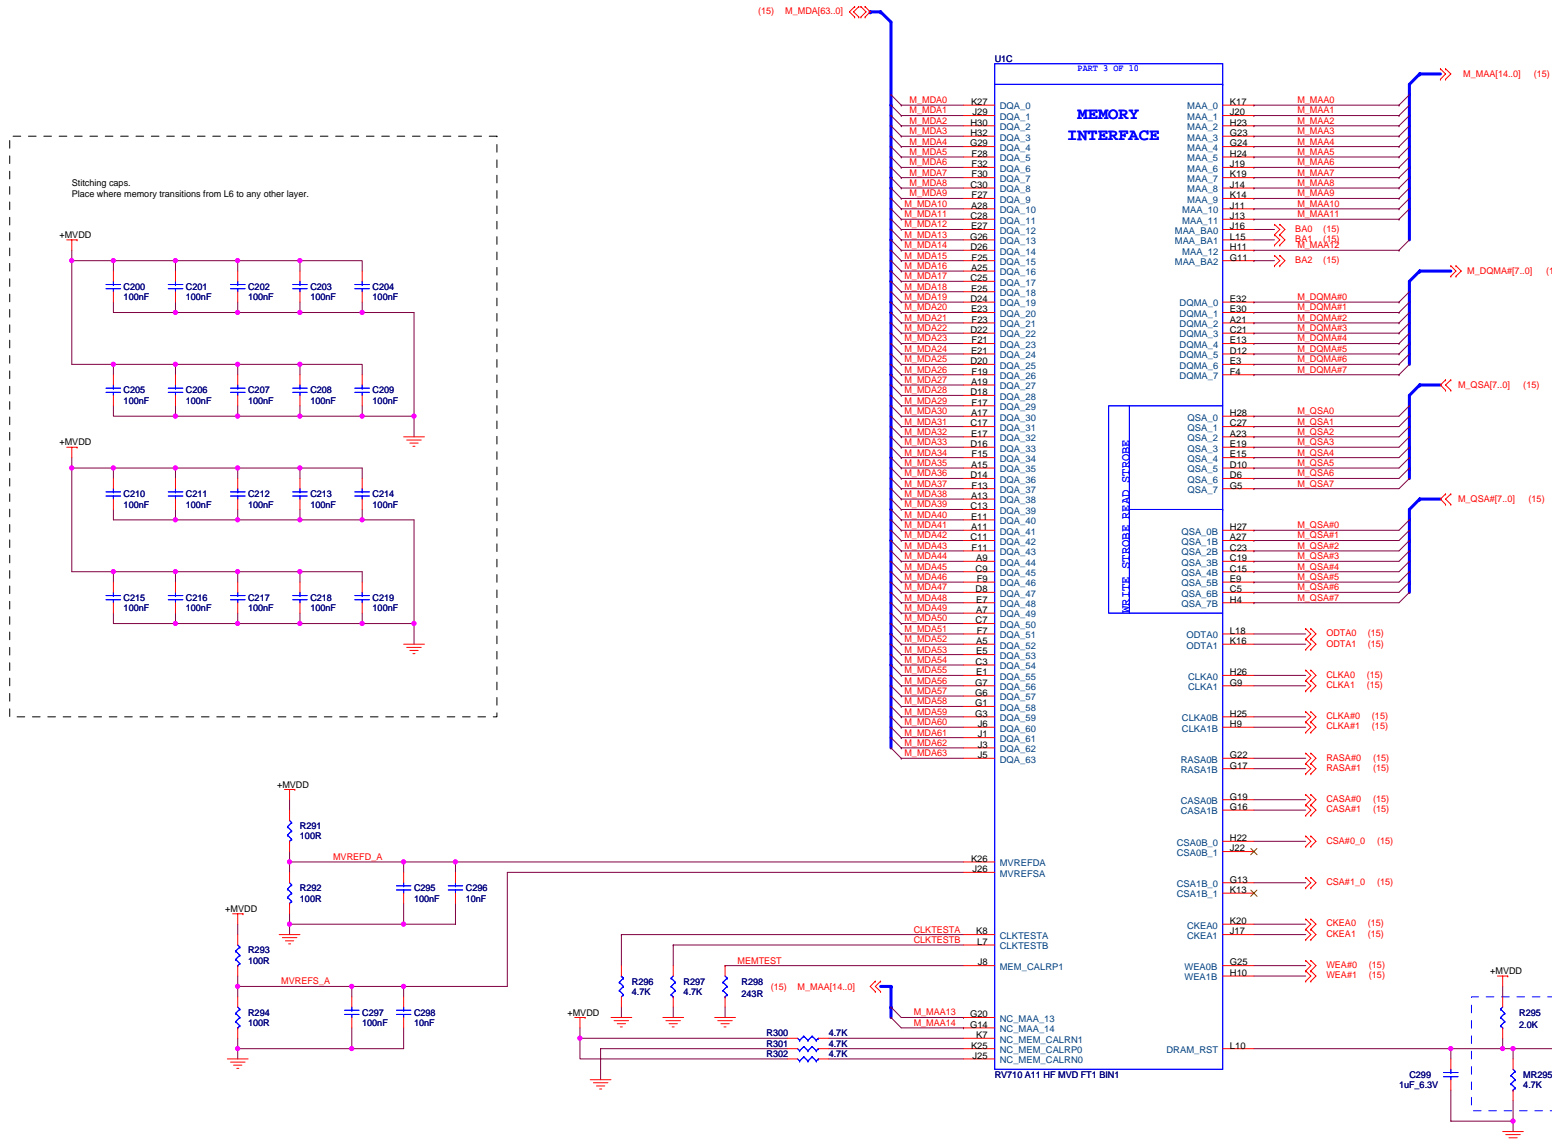 (15) M_MDA[63..0]
U1C
PART 3 OF 10
MEMORY
INTERFACE
M_MDA0 K27 DQA_0
M_MDA1 J29 DQA_1
M_MDA2 H30 DQA_2
M_MDA3 H32 DQA_3
M_MDA4 G29 DQA_4
M_MDA5 F28 DQA_5
M_MDA6 F32 DQA_6
M_MDA7 F30 DQA_7
M_MDA8 C30 DQA_8
M_MDA9 F27 DQA_9
M_MDA10 A28 DQA_10
M_MDA11 C28 DQA_11
M_MDA12 E27 DQA_12
M_MDA13 G26 DQA_13
M_MDA14 D26 DQA_14
M_MDA15 F25 DQA_15
M_MDA16 A25 DQA_16
M_MDA17 C25 DQA_17
M_MDA18 E25 DQA_18
M_MDA19 D24 DQA_19
M_MDA20 E23 DQA_20
M_MDA21 F23 DQA_21
M_MDA22 D22 DQA_22
M_MDA23 F21 DQA_23
M_MDA24 E21 DQA_24
M_MDA25 D20 DQA_25
M_MDA26 F19 DQA_26
M_MDA27 A19 DQA_27
M_MDA28 D18 DQA_28
M_MDA29 F17 DQA_29
M_MDA30 A17 DQA_30
M_MDA31 C17 DQA_31
M_MDA32 E17 DQA_32
M_MDA33 D16 DQA_33
M_MDA34 F15 DQA_34
M_MDA35 A15 DQA_35
M_MDA36 D14 DQA_36
M_MDA37 F13 DQA_37
M_MDA38 A13 DQA_38
M_MDA39 C13 DQA_39
M_MDA40 E11 DQA_40
M_MDA41 A11 DQA_41
M_MDA42 C11 DQA_42
M_MDA43 F11 DQA_43
M_MDA44 A9 DQA_44
M_MDA45 C9 DQA_45
M_MDA46 F9 DQA_46
M_MDA47 D8 DQA_47
M_MDA48 E7 DQA_48
M_MDA49 A7 DQA_49
M_MDA50 C7 DQA_50
M_MDA51 F7 DQA_51
M_MDA52 A5 DQA_52
M_MDA53 E5 DQA_53
M_MDA54 C3 DQA_54
M_MDA55 E1 DQA_55
M_MDA56 G7 DQA_56
M_MDA57 G6 DQA_57
M_MDA58 G1 DQA_58
M_MDA59 G3 DQA_59
M_MDA60 J6 DQA_60
M_MDA61 J1 DQA_61
M_MDA62 J3 DQA_62
M_MDA63 J5 DQA_63
M_MAA[14..0] (15)
MAA_0 K17 M_MAA0
MAA_1 J20 M_MAA1
MAA_2 H23 M_MAA2
MAA_3 G23 M_MAA3
MAA_4 G24 M_MAA4
MAA_5 H24 M_MAA5
MAA_6 J19 M_MAA6
MAA_7 K19 M_MAA7
MAA_8 J14 M_MAA8
MAA_9 K14 M_MAA9
MAA_10 J11 M_MAA10
MAA_11 J13 M_MAA11
MAA_BA0 J16 BA0 (15)
MAA_BA1 L15 BA1 (15)
MAA_12 H11 M_MAA12
MAA_BA2 G11 BA2 (15)
M_DQMA#[7..0]
DQMA_0 E32 M_DQMA#0
DQMA_1 E30 M_DQMA#1
DQMA_2 A21 M_DQMA#2
DQMA_3 C21 M_DQMA#3
DQMA_4 E13 M_DQMA#4
DQMA_5 D12 M_DQMA#5
DQMA_6 E3 M_DQMA#6
DQMA_7 F4 M_DQMA#7
M_QSA[7..0] (15)
QSA_0 H28 M_QSA0
QSA_1 C27 M_QSA1
QSA_2 A23 M_QSA2
QSA_3 E19 M_QSA3
QSA_4 E15 M_QSA4
QSA_5 D10 M_QSA5
QSA_6 D6 M_QSA6
QSA_7 G5 M_QSA7
M_QSA#[7..0] (15)
WRITE STROBE READ STROBE
QSA_0B H27 M_QSA#0
QSA_1B A27 M_QSA#1
QSA_2B C23 M_QSA#2
QSA_3B C19 M_QSA#3
QSA_4B C15 M_QSA#4
QSA_5B E9 M_QSA#5
QSA_6B C5 M_QSA#6
QSA_7B H4 M_QSA#7
ODTA0 L18 ODTA0 (15)
ODTA1 K16 ODTA1 (15)
CLKA0 H26 CLKA0 (15)
CLKA1 G9 CLKA1 (15)
CLKA0B H25 CLKA#0 (15)
CLKA1B H9 CLKA#1 (15)
RASA0B G22 RASA#0 (15)
RASA1B G17 RASA#1 (15)
CASA0B G19 CASA#0 (15)
CASA1B G16 CASA#1 (15)
CSA0B_0 H22 CSA#0_0 (15)
CSA0B_1 J22
CSA1B_0 G13 CSA#1_0 (15)
CSA1B_1 K13
CKEA0 K20 CKEA0 (15)
CKEA1 J17 CKEA1 (15)
WEA0B G25 WEA#0 (15)
WEA1B H10 WEA#1 (15)
DRAM_RST L10
Stitching caps.
Place where memory transitions from L6 to any other layer.
+MVDD
C200 C201 C202 C203 C204
100nF 100nF 100nF 100nF 100nF
C205 C206 C207 C208 C209
100nF 100nF 100nF 100nF 100nF
+MVDD
C210 C211 C212 C213 C214
100nF 100nF 100nF 100nF 100nF
C215 C216 C217 C218 C219
100nF 100nF 100nF 100nF 100nF
+MVDD
R291
100R
MVREFD_A K26 MVREFDA
J26 MVREFSA
R292
100R
C295
100nF
C296
10nF
+MVDD
R293
100R
MVREFS_A
R294
100R
C297
100nF
C298
10nF
CLKTESTA K8 CLKTESTA
CLKTESTB L7 CLKTESTB
MEMTEST J8 MEM_CALRP1
R296
4.7K
R297
4.7K
R298
243R
(15) M_MAA[14..0]
+MVDD
M_MAA13 G20 NC_MAA_13
M_MAA14 G14 NC_MAA_14
R300 4.7K K7 NC_MEM_CALRN1
R301 4.7K K25 NC_MEM_CALRP0
R302 4.7K J25 NC_MEM_CALRN0
RV710 A11 HF MVD FT1 BIN1
+MVDD
R295
2.0K
C299
1uF_6.3V
MR295
4.7K